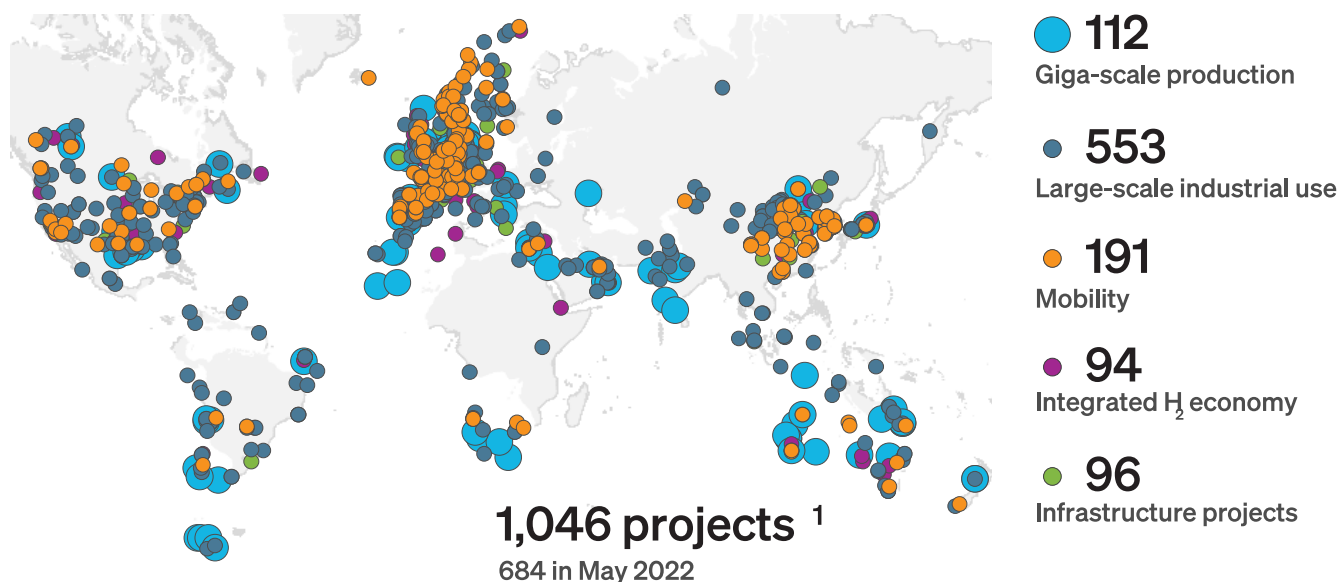 112
Giga-scale production
553
Large-scale industrial use
191
Mobility
94
Integrated H₂ economy
96
Infrastructure projects
1,046 projects ¹
684 in May 2022